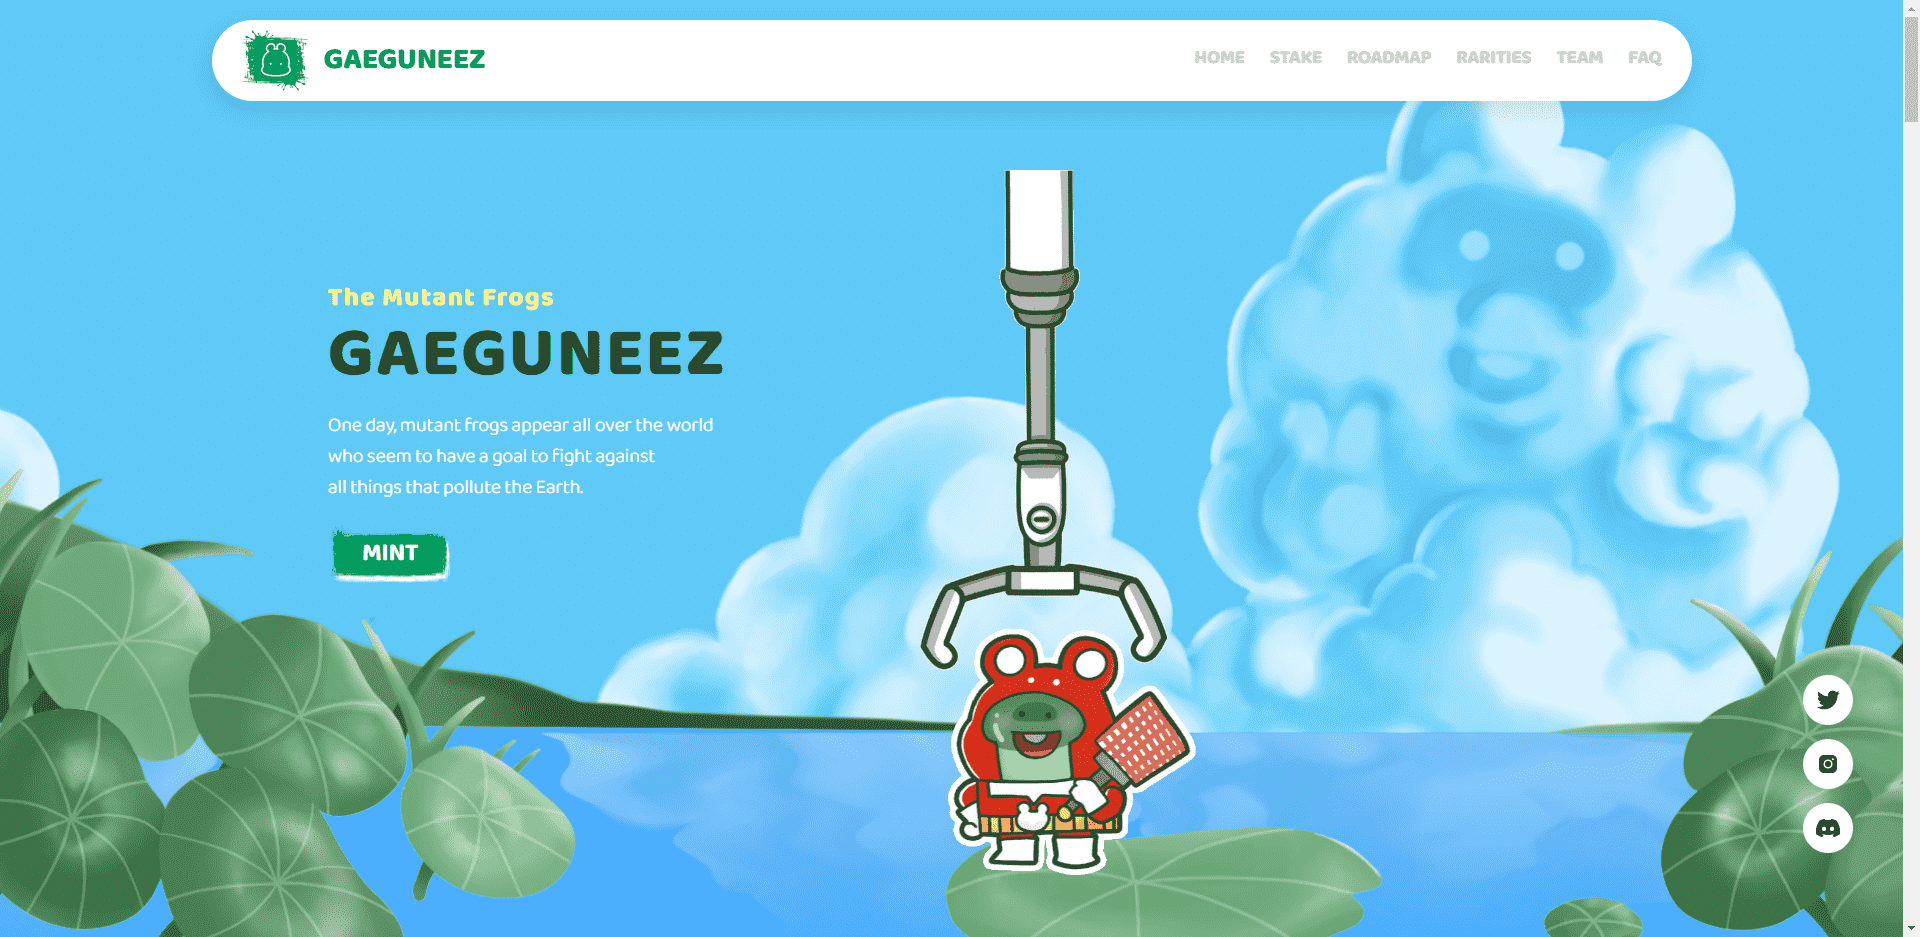 GAEGUNEEZ
HOME STAKE ROADMAP RARITIES TEAM FAQ
The Mutant Frogs
GAEGUNEEZ
One day, mutant frogs appear all over the world
who seem to have a goal to fight against
all things that pollute the Earth.
MINT